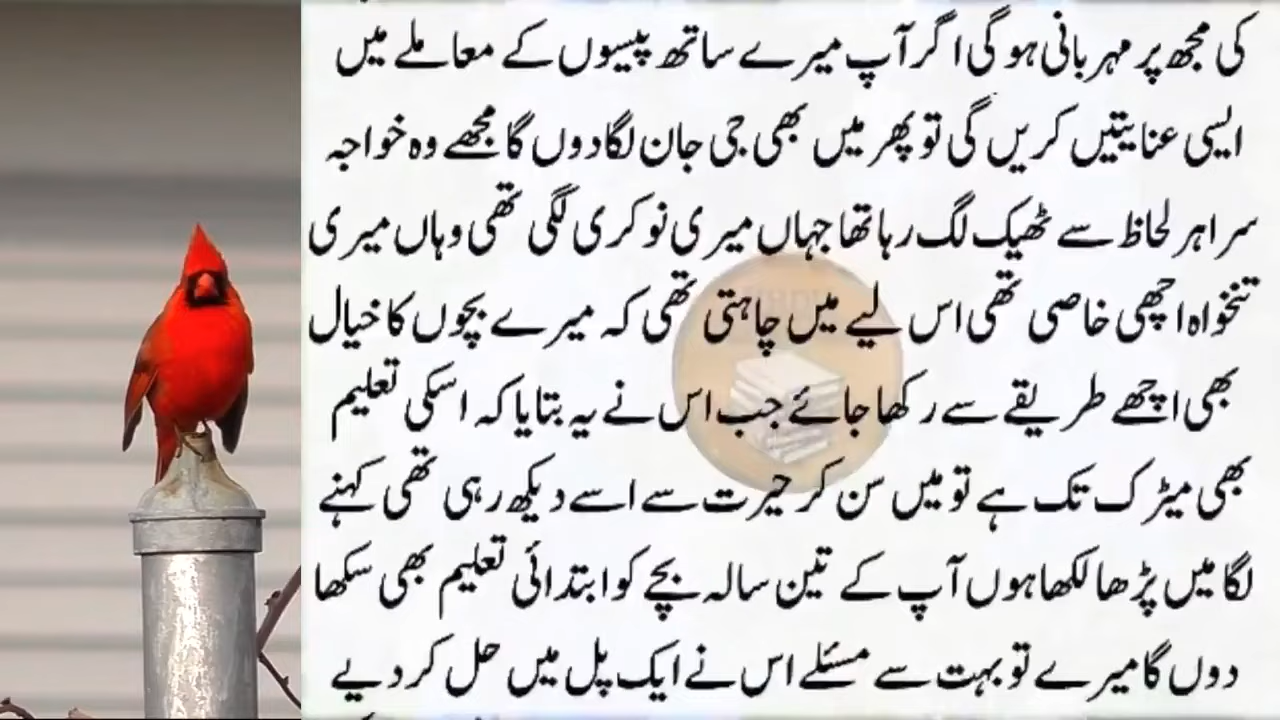 کی مجھ پر مہربانی ہو گی اگر آپ میرے ساتھ پیسوں کے معاملے میں
ایسی عنایتیں کریں گی تو پھر میں بھی جی جان لگا دوں گا مجھے وہ خواجہ
سرا ہر لحاظ سے ٹھیک لگ رہا تھا جہاں میری نوکری لگی تھی وہاں میری
تنخواہ اچھی خاصی تھی اس لیے میں چاہتی تھی کہ میرے بچوں کا خیال
بھی اچھے طریقے سے رکھا جائے جب اس نے یہ بتایا کہ اسکی تعلیم
بھی میٹرک تک ہے تو میں سن کر حیرت سے اسے دیکھ رہی تھی کہنے
لگا میں پڑھا لکھا ہوں آپ کے تین سالہ بچے کو ابتدائی تعلیم بھی سکھا
دوں گا میرے تو بہت سے مسئلے اس نے ایک پل میں حل کر دیے